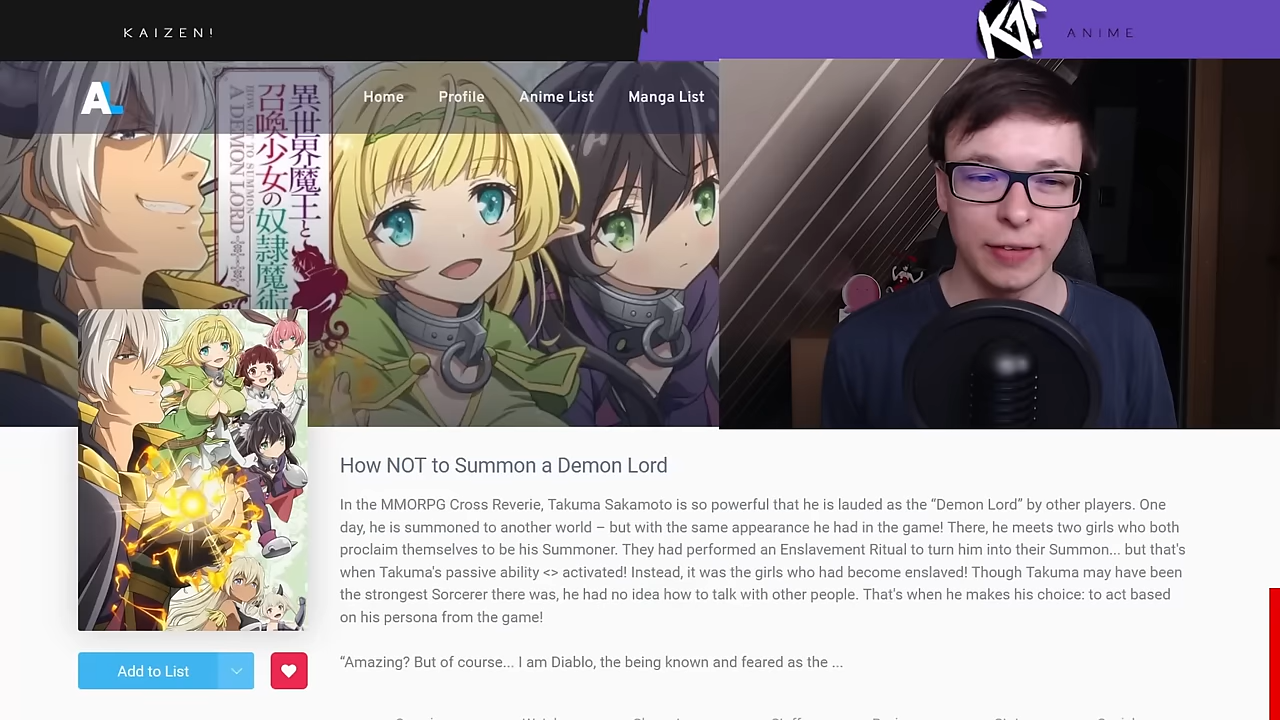 KAIZEN!
KA!
ANIME
AL
Home
Profile
Anime List
Manga List
異世界魔王と
召喚少女の奴隷魔術
HOW NOT TO SUMMON
A DEMON LORD
How NOT to Summon a Demon Lord
In the MMORPG Cross Reverie, Takuma Sakamoto is so powerful that he is lauded as the “Demon Lord” by other players. One
day, he is summoned to another world – but with the same appearance he had in the game! There, he meets two girls who both
proclaim themselves to be his Summoner. They had performed an Enslavement Ritual to turn him into their Summon... but that's
when Takuma's passive ability <> activated! Instead, it was the girls who had become enslaved! Though Takuma may have been
the strongest Sorcerer there was, he had no idea how to talk with other people. That's when he makes his choice: to act based
on his persona from the game!
“Amazing? But of course... I am Diablo, the being known and feared as the ...
Add to List